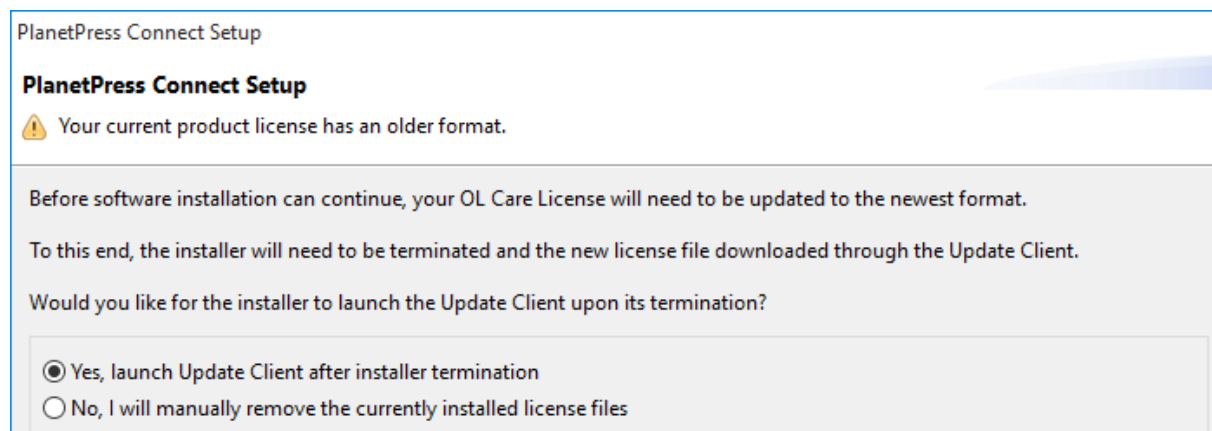 PlanetPress Connect Setup
PlanetPress Connect Setup
Your current product license has an older format.
Before software installation can continue, your OL Care License will need to be updated to the newest format.
To this end, the installer will need to be terminated and the new license file downloaded through the Update Client.
Would you like for the installer to launch the Update Client upon its termination?
Yes, launch Update Client after installer termination
No, I will manually remove the currently installed license files